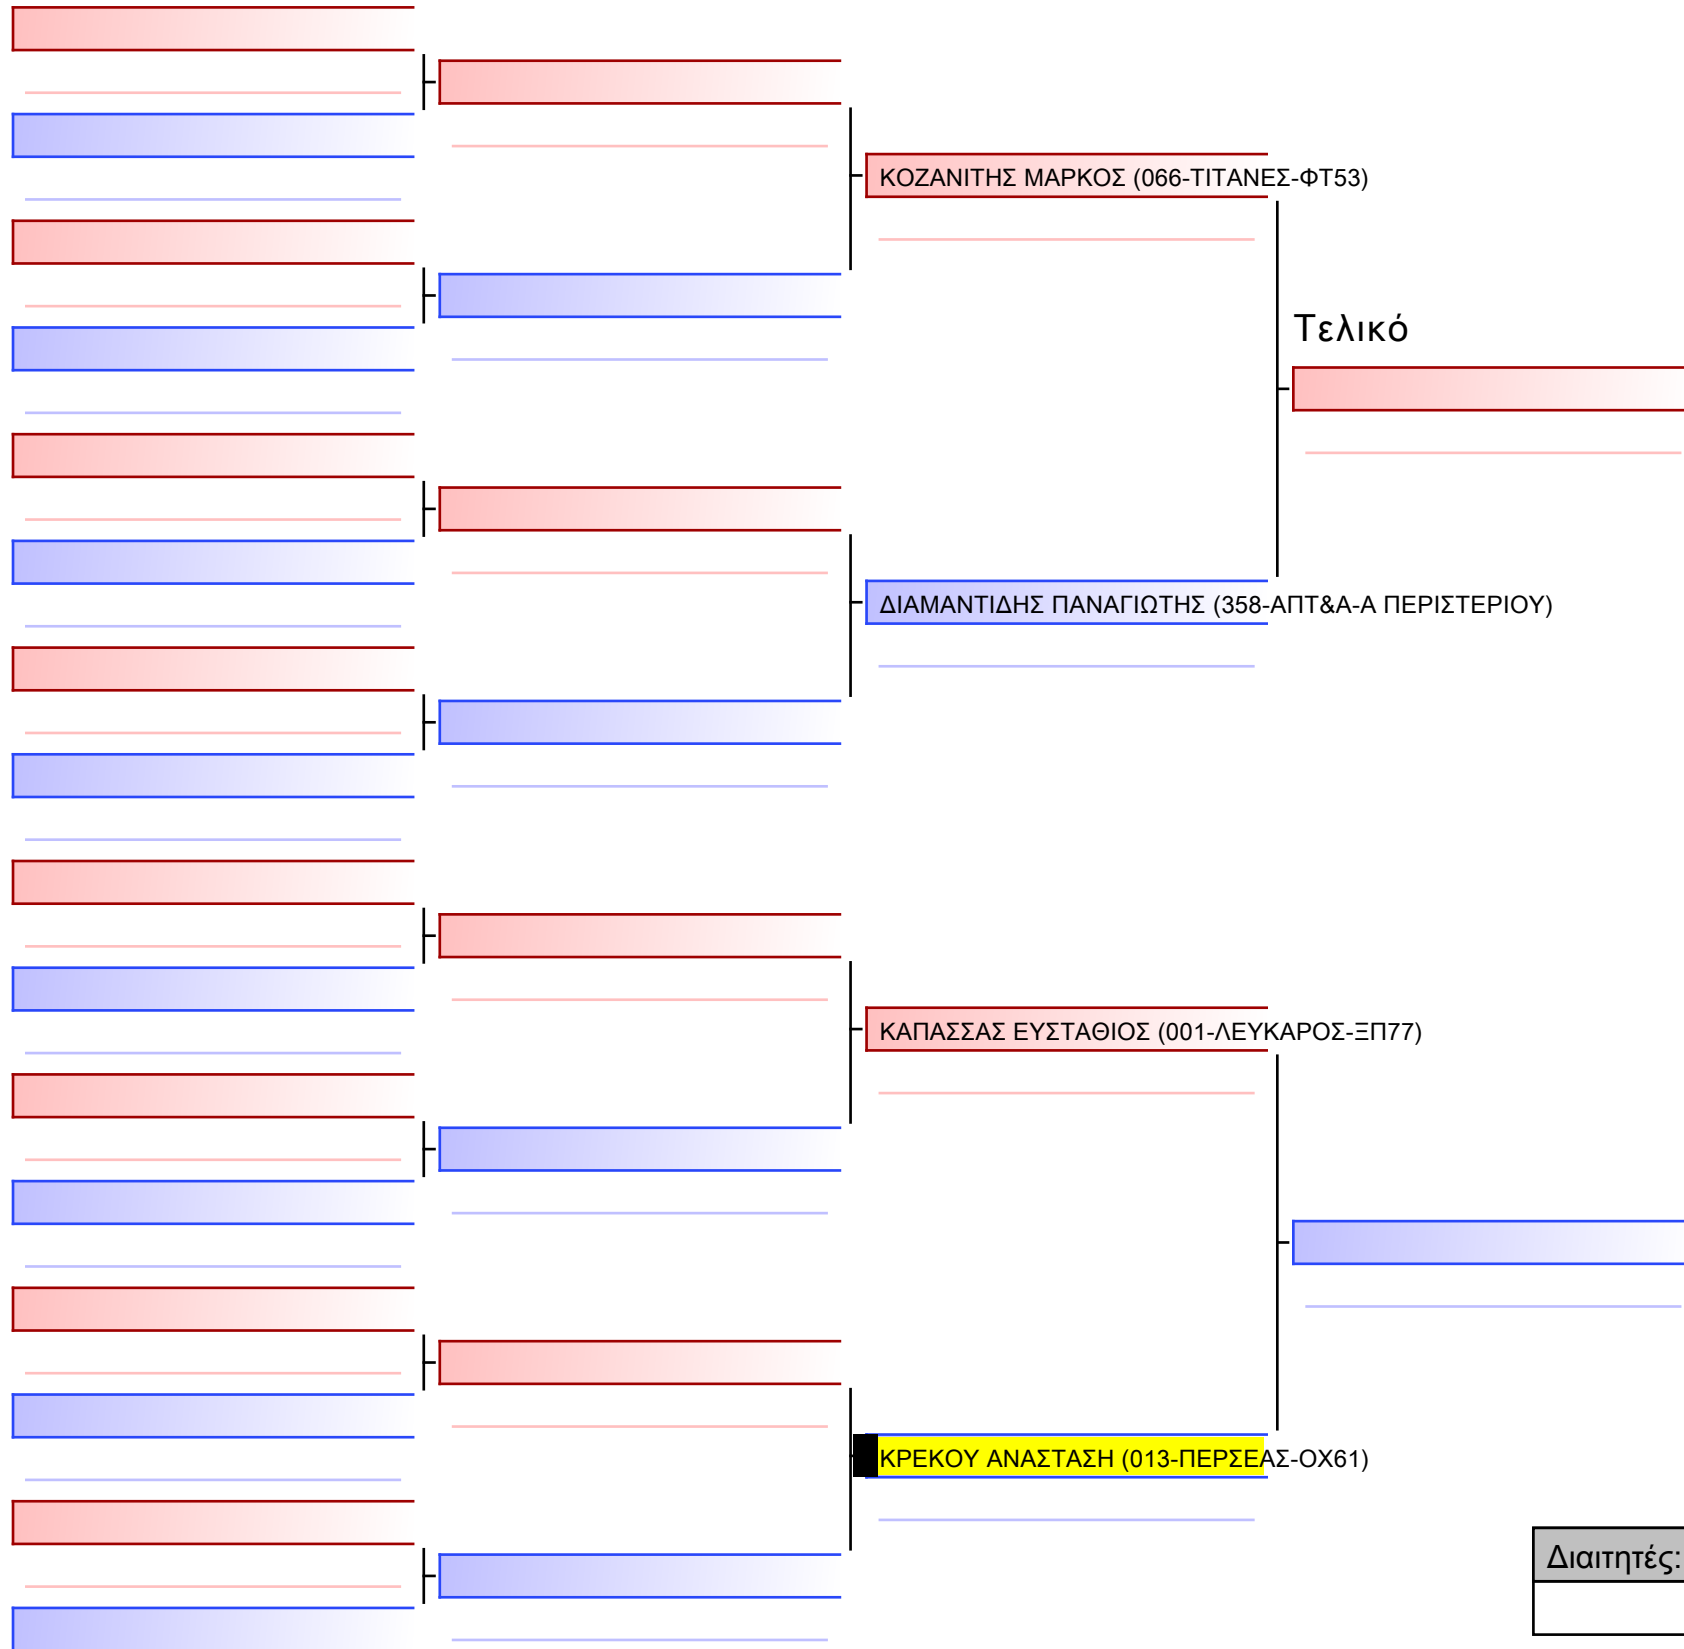 ΚΟΖΑΝΙΤΗΣ ΜΑΡΚΟΣ (066-ΤΙΤΑΝΕΣ-ΦΤ53)
Τελικό
ΔΙΑΜΑΝΤΙΔΗΣ ΠΑΝΑΓΙΩΤΗΣ (358-ΑΠΤ&Α-Α ΠΕΡΙΣΤΕΡΙΟΥ)
ΚΑΠΑΣΣΑΣ ΕΥΣΤΑΘΙΟΣ (001-ΛΕΥΚΑΡΟΣ-ΞΠ77)
ΚΡΕΚΟΥ ΑΝΑΣΤΑΣΗ (013-ΠΕΡΣΕΑΣ-ΟΧ61)
Διαιτητές: